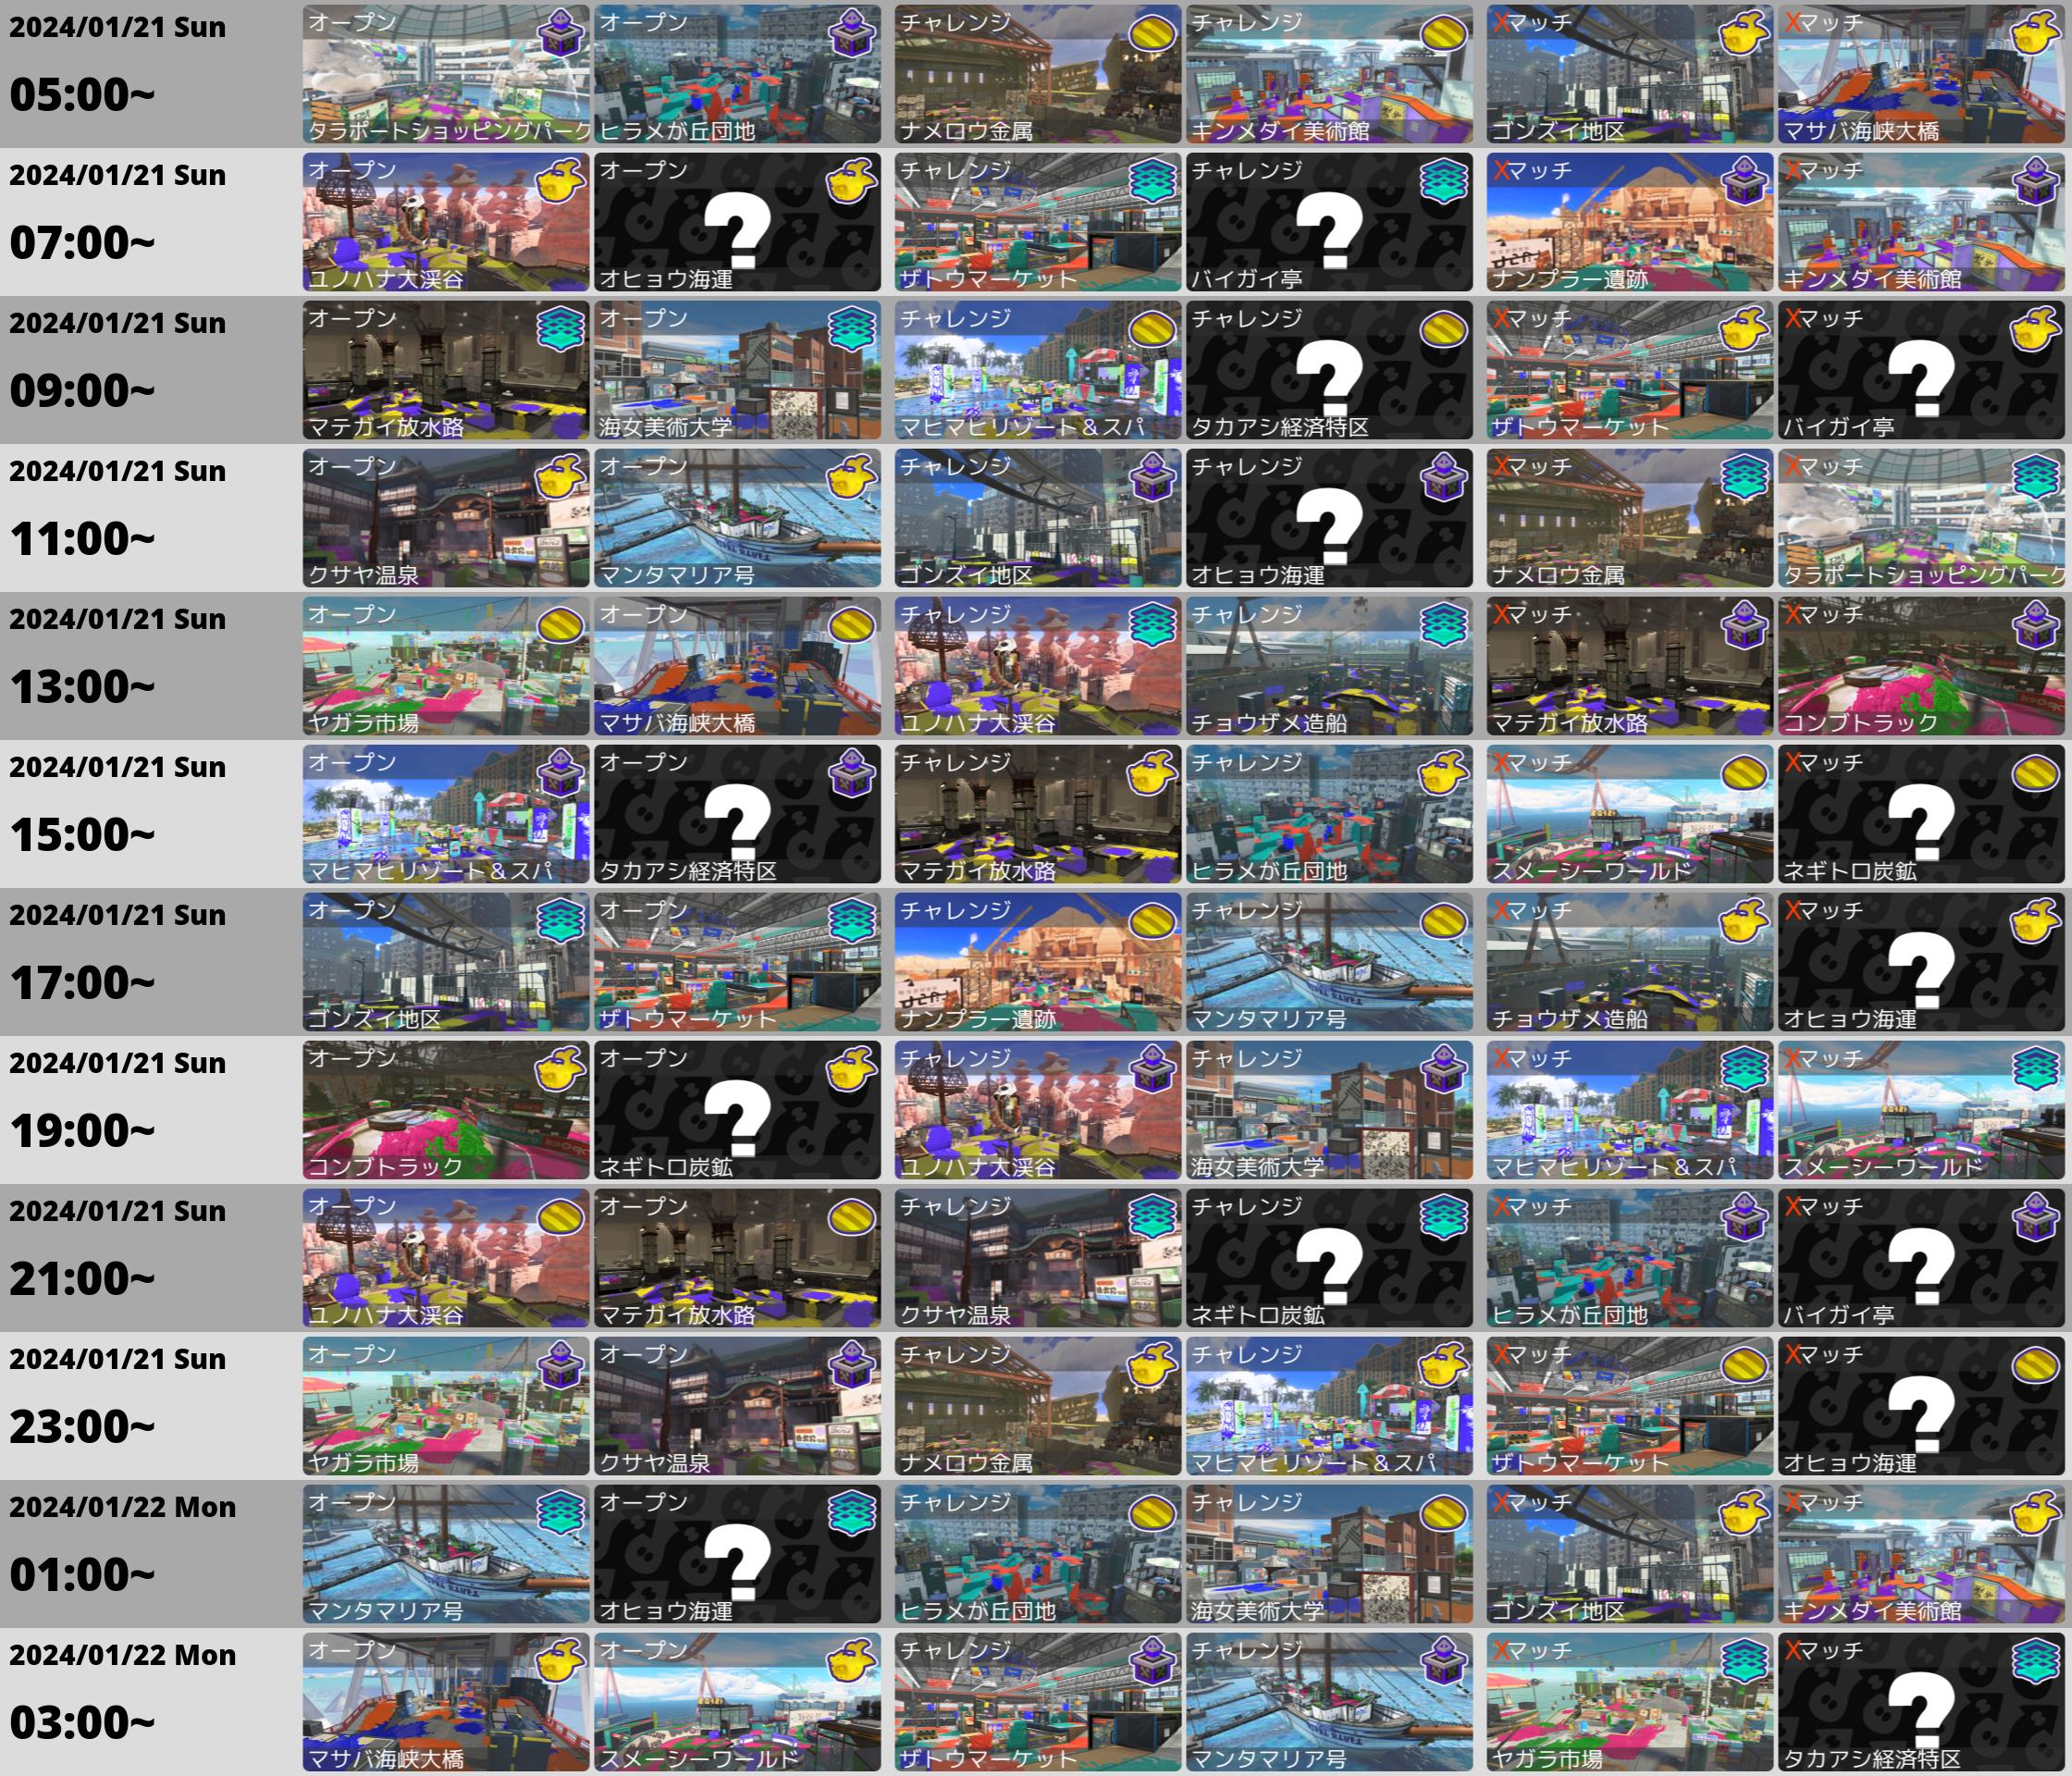 2024/01/21 Sun
05:00~
オープン
タラポートショッピングパーク
オープン
ヒラメが丘団地
チャレンジ
ナメロウ金属
チャレンジ
キンメダイ美術館
Xマッチ
ゴンズイ地区
Xマッチ
マサバ海峡大橋
2024/01/21 Sun
07:00~
オープン
ユノハナ大渓谷
オープン
?
オヒョウ海運
チャレンジ
ザトウマーケット
チャレンジ
?
バイガイ亭
Xマッチ
ナンプラー遺跡
Xマッチ
キンメダイ美術館
2024/01/21 Sun
09:00~
オープン
マテガイ放水路
オープン
海女美術大学
チャレンジ
マヒマヒリゾート＆スパ
チャレンジ
?
タカアシ経済特区
Xマッチ
ザトウマーケット
Xマッチ
?
バイガイ亭
2024/01/21 Sun
11:00~
オープン
クサヤ温泉
オープン
マンタマリア号
チャレンジ
ゴンズイ地区
チャレンジ
?
オヒョウ海運
Xマッチ
ナメロウ金属
Xマッチ
タラポートショッピングパーク
2024/01/21 Sun
13:00~
オープン
ヤガラ市場
オープン
マサバ海峡大橋
チャレンジ
ユノハナ大渓谷
チャレンジ
チョウザメ造船
Xマッチ
マテガイ放水路
Xマッチ
コンブトラック
2024/01/21 Sun
15:00~
オープン
マヒマヒリゾート＆スパ
オープン
?
タカアシ経済特区
チャレンジ
マテガイ放水路
チャレンジ
ヒラメが丘団地
Xマッチ
スメーシーワールド
Xマッチ
?
ネギトロ炭鉱
2024/01/21 Sun
17:00~
オープン
ゴンズイ地区
オープン
ザトウマーケット
チャレンジ
ナンプラー遺跡
チャレンジ
マンタマリア号
Xマッチ
チョウザメ造船
Xマッチ
?
オヒョウ海運
2024/01/21 Sun
19:00~
オープン
コンブトラック
オープン
?
ネギトロ炭鉱
チャレンジ
ユノハナ大渓谷
チャレンジ
海女美術大学
Xマッチ
マヒマヒリゾート＆スパ
Xマッチ
スメーシーワールド
2024/01/21 Sun
21:00~
オープン
ユノハナ大渓谷
オープン
マテガイ放水路
チャレンジ
クサヤ温泉
チャレンジ
?
ネギトロ炭鉱
Xマッチ
ヒラメが丘団地
Xマッチ
?
バイガイ亭
2024/01/21 Sun
23:00~
オープン
ヤガラ市場
オープン
クサヤ温泉
チャレンジ
ナメロウ金属
チャレンジ
マヒマヒリゾート＆スパ
Xマッチ
ザトウマーケット
Xマッチ
?
オヒョウ海運
2024/01/22 Mon
01:00~
オープン
マンタマリア号
オープン
?
オヒョウ海運
チャレンジ
ヒラメが丘団地
チャレンジ
海女美術大学
Xマッチ
ゴンズイ地区
Xマッチ
キンメダイ美術館
2024/01/22 Mon
03:00~
オープン
マサバ海峡大橋
オープン
スメーシーワールド
チャレンジ
ザトウマーケット
チャレンジ
マンタマリア号
Xマッチ
ヤガラ市場
Xマッチ
?
タカアシ経済特区